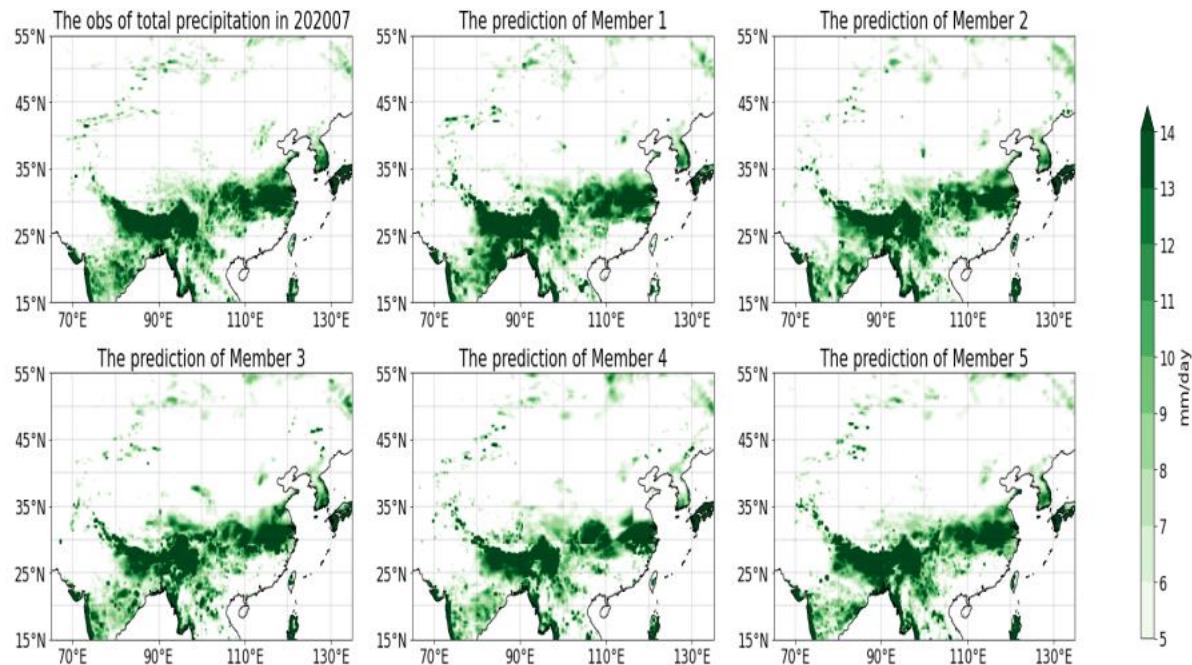 The obs of total precipitation in 202007
The prediction of Member 1
The prediction of Member 2
55°N
45°N
35°N
25°N
15°N
70°E 90°E 110°E 130°E
55°N
45°N
35°N
25°N
15°N
70°E 90°E 110°E 130°E
55°N
45°N
35°N
25°N
15°N
70°E 90°E 110°E 130°E
The prediction of Member 3
The prediction of Member 4
The prediction of Member 5
55°N
45°N
35°N
25°N
15°N
70°E 90°E 110°E 130°E
55°N
45°N
35°N
25°N
15°N
70°E 90°E 110°E 130°E
55°N
45°N
35°N
25°N
15°N
70°E 90°E 110°E 130°E
14
13
12
11
10
9
8
7
6
5
mm/day